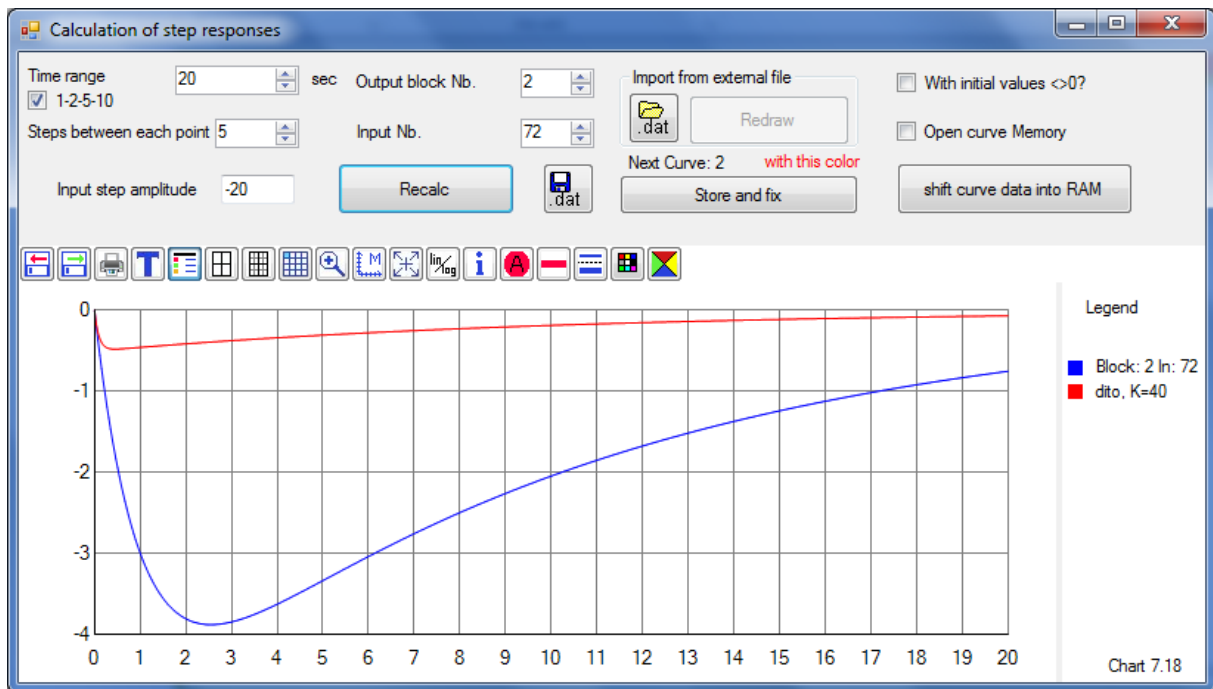 Calculation of step responses
Time range 20 sec Output block Nb. 2 Import from external file With initial values <>0?
1-2-5-10 .dat Redraw
Steps between each point 5 Input Nb. 72 Open curve Memory
Next Curve: 2 with this color
Input step amplitude -20 Recalc .dat Store and fix shift curve data into RAM
T M lin/log i A
Legend
0
Block: 2 In: 72
-1 dito, K=40
-2
-3
-4
0 1 2 3 4 5 6 7 8 9 10 11 12 13 14 15 16 17 18 19 20
Chart 7.18